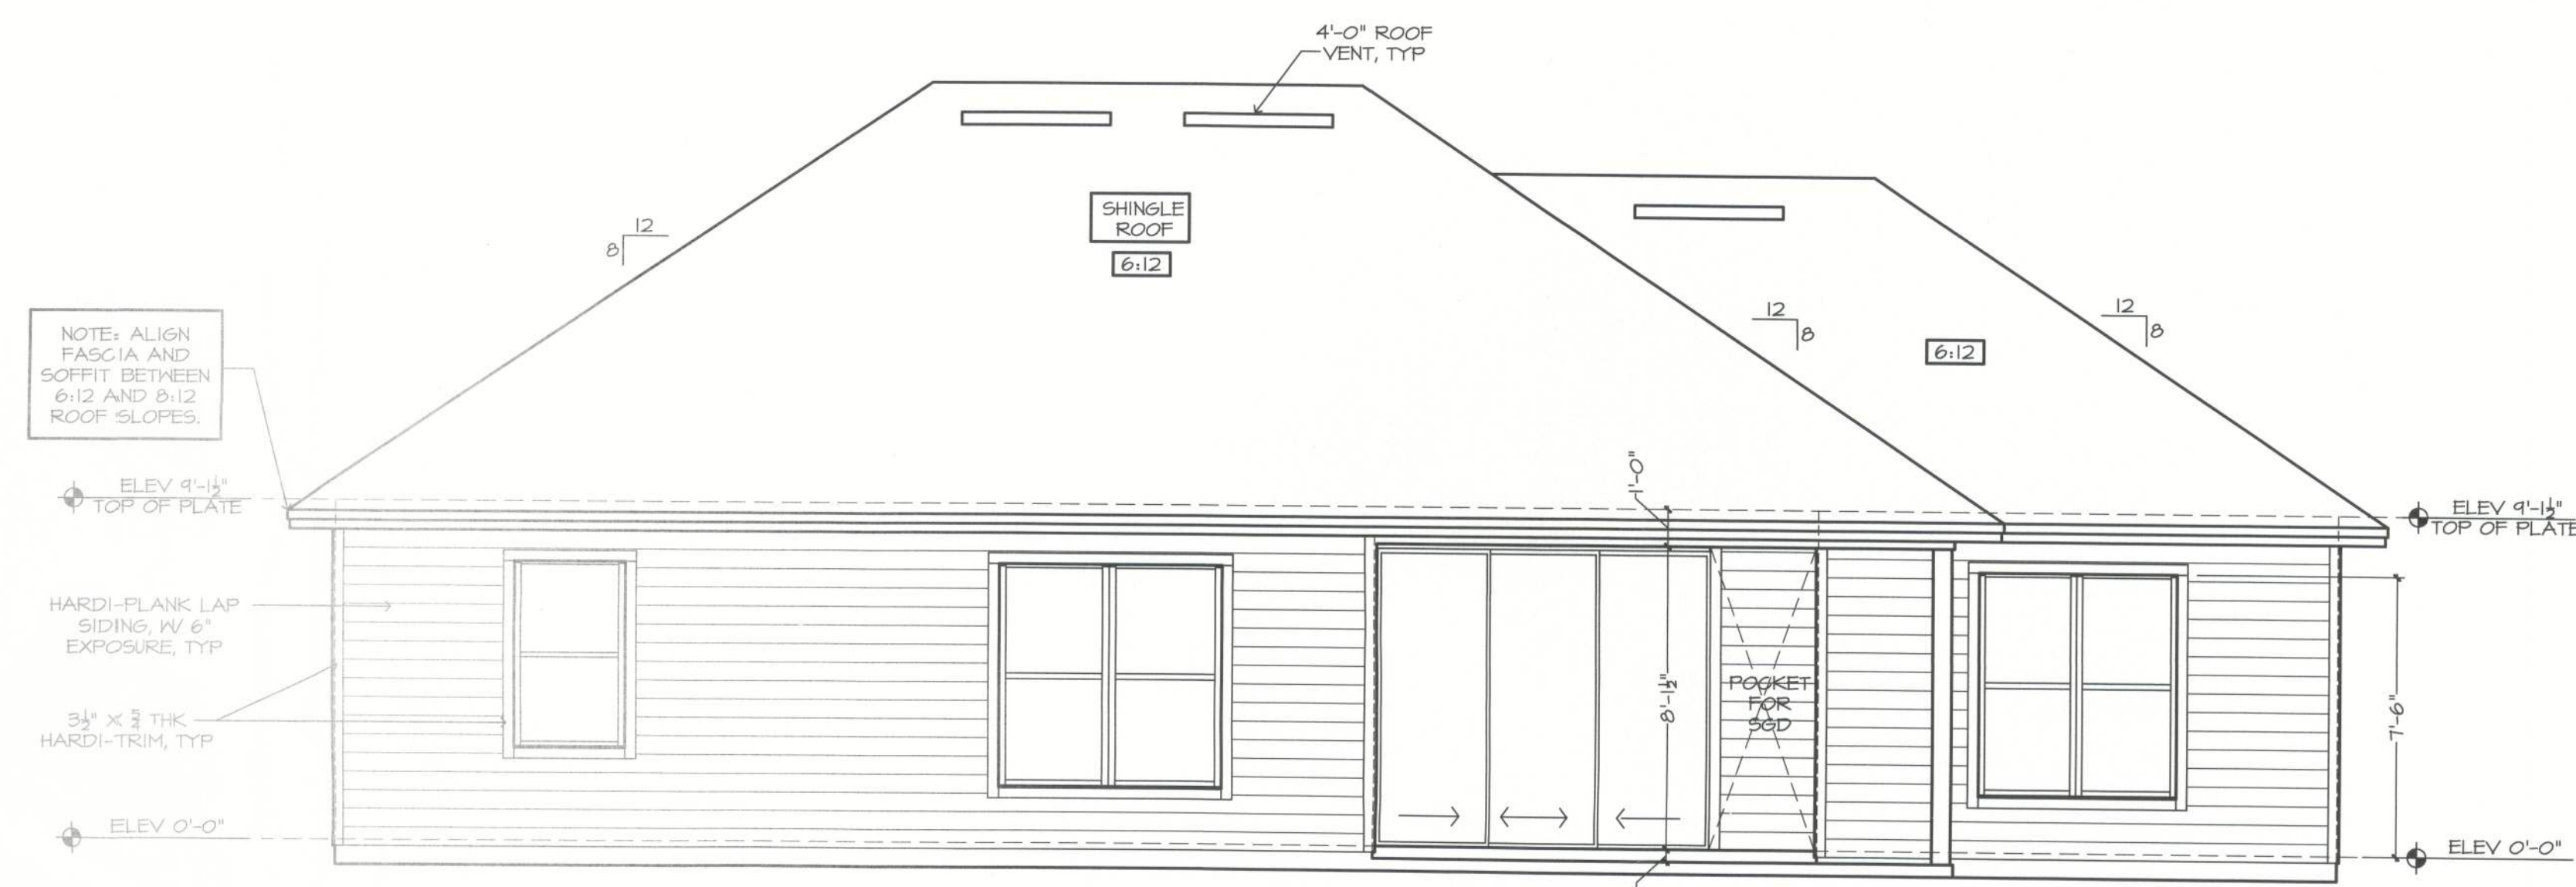 4'-0" ROOF
VENT, TYP
SHINGLE
ROOF
6:12
12
8
12
8
12
8
6:12
NOTE: ALIGN
FASCIA AND
SOFFIT BETWEEN
6:12 AND 8:12
ROOF SLOPES.
ELEV 9'-1½"
TOP OF PLATE
1'-0"
ELEV 9'-1½"
TOP OF PLATE
HARDI-PLANK LAP
SIDING, W/ 6"
EXPOSURE, TYP
3½" X 5/4 THK
HARDI-TRIM, TYP
8'-1½"
POCKET
FOR
SGD
7'-6"
ELEV 0'-0"
ELEV 0'-0"